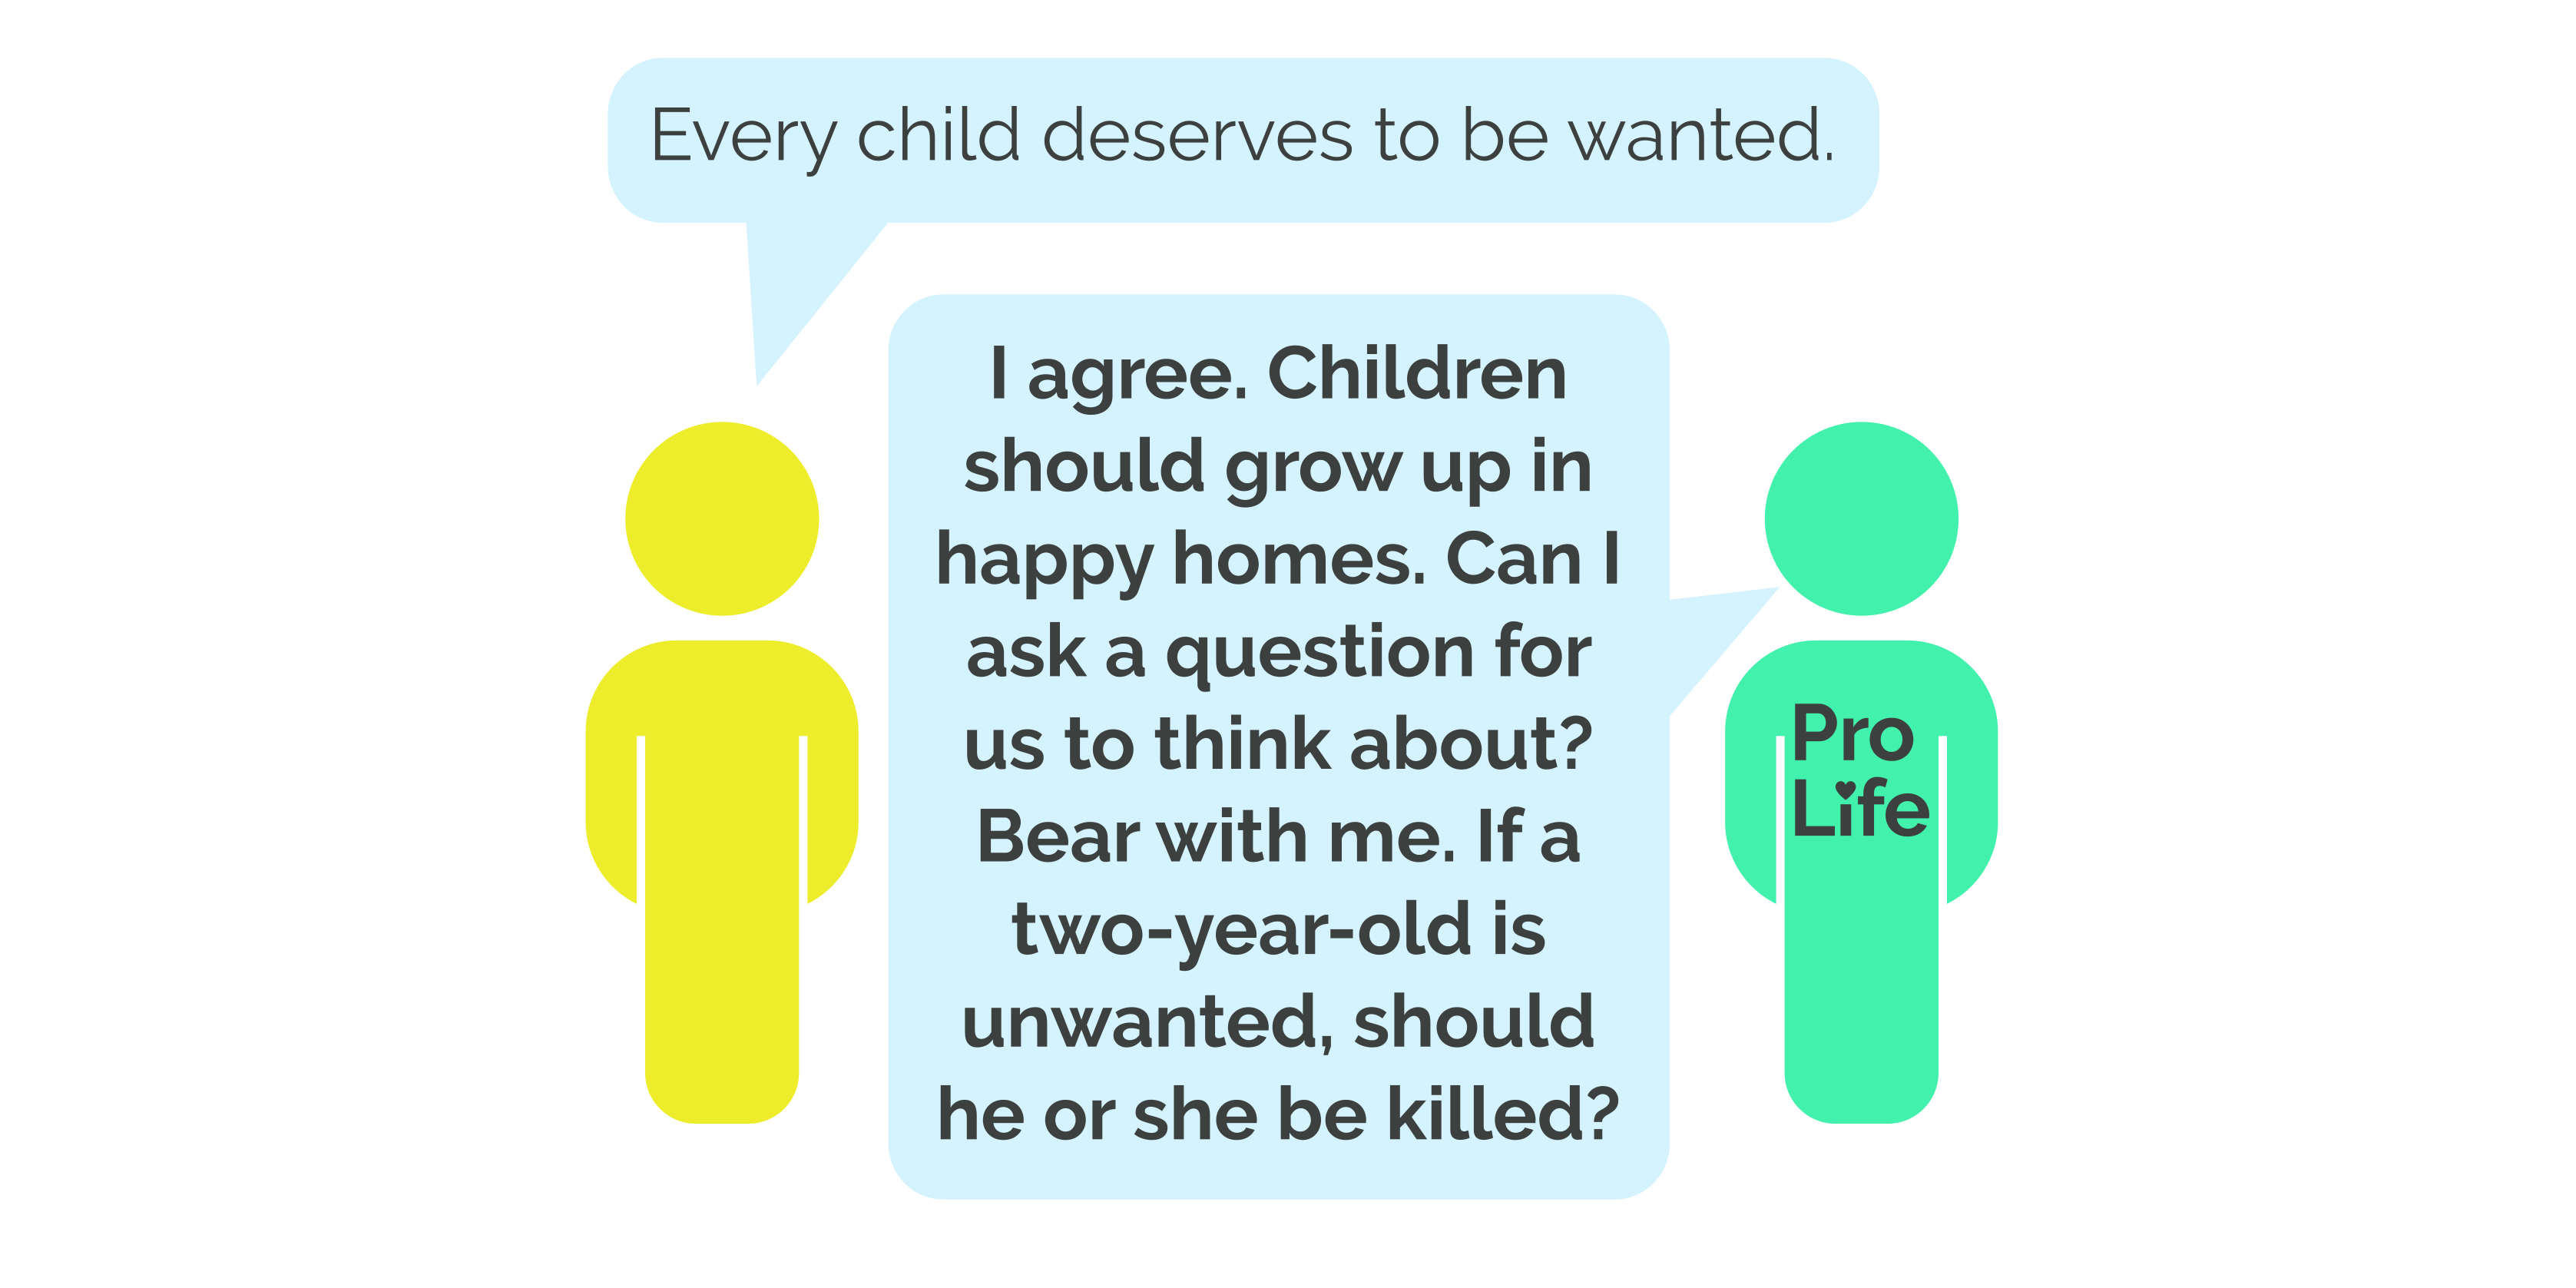 Every child deserves to be wanted.
I agree. Children
should grow up in
happy homes. Can I
ask a question for
us to think about?
Bear with me. If a
two-year-old is
unwanted, should
he or she be killed?
Pro
Life